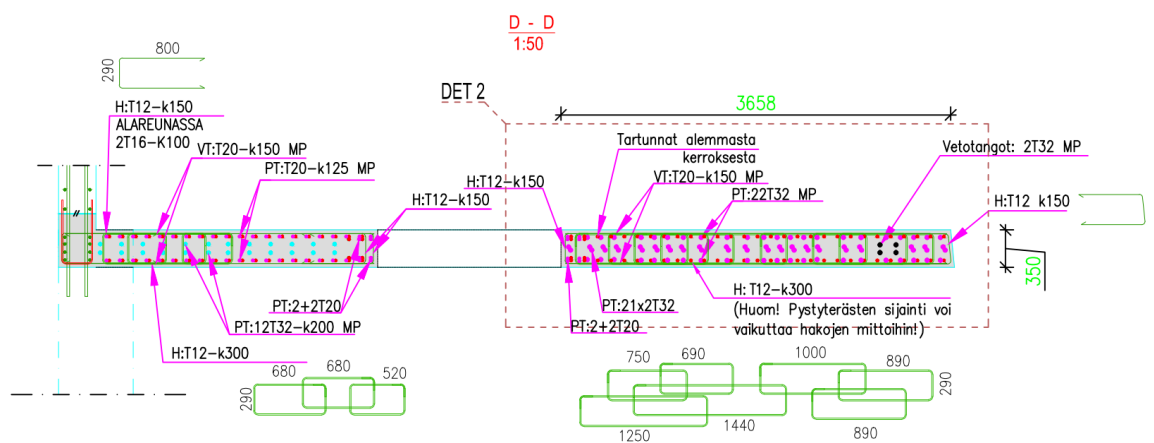 D - D
1:50
800
290
H:T12-k150
ALAREUNASSA
2T16-K100
VT:T20-k150 MP
PT:T20-k125 MP
H:T12-k150
DET 2
3658
Tartunnat alemmasta
kerroksesta
H:T12-k150
VT:T20-k150 MP
PT:22T32 MP
Vetotangot: 2T32 MP
H:T12 k150
350
PT:2+2T20
PT:12T32-k200 MP
H:T12-k300
PT:21x2T32
PT:2+2T20
H: T12-k300
(Huom! Pystyterästen sijainti voi
vaikuttaa hakojen mittoihin!)
680
680
520
290
750
690
1000
890
290
1250
1440
890